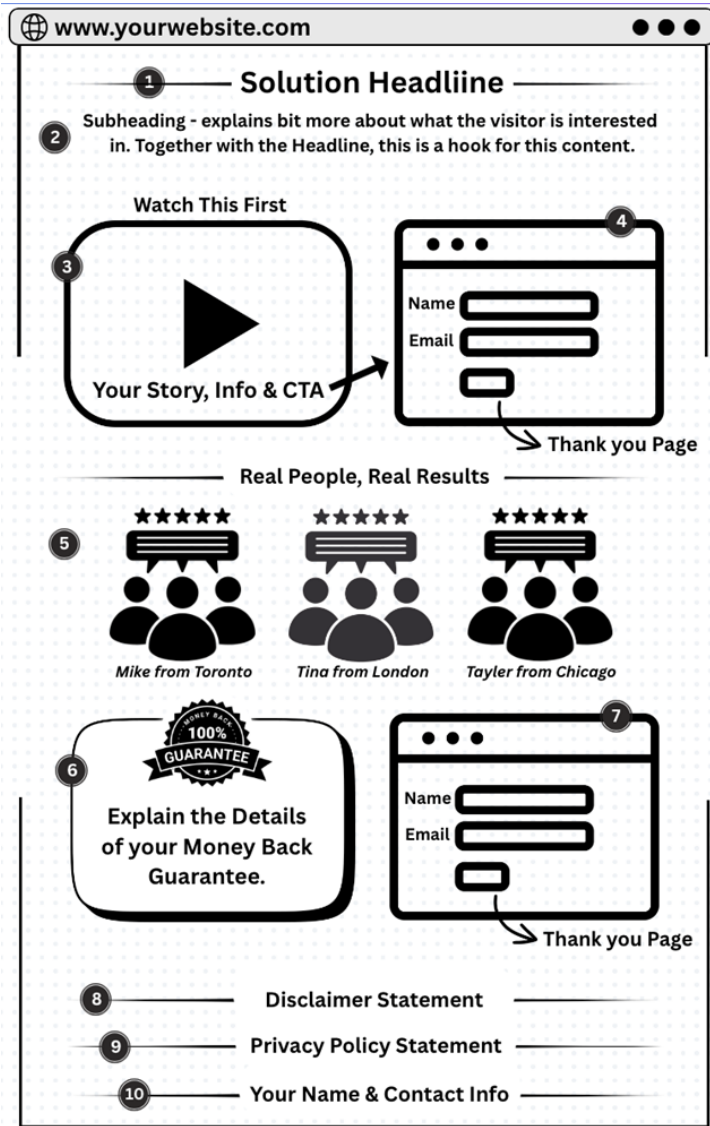 www.yourwebsite.com
1
Solution Headliine
2
Subheading - explains bit more about what the visitor is interested
in. Together with the Headline, this is a hook for this content.
Watch This First
3
Your Story, Info & CTA
4
Name
Email
Thank you Page
Real People, Real Results
5
Mike from Toronto
Tina from London
Tayler from Chicago
6
MONEY BACK
100%
GUARANTEE
Explain the Details
of your Money Back
Guarantee.
7
Name
Email
Thank you Page
8
Disclaimer Statement
9
Privacy Policy Statement
10
Your Name & Contact Info